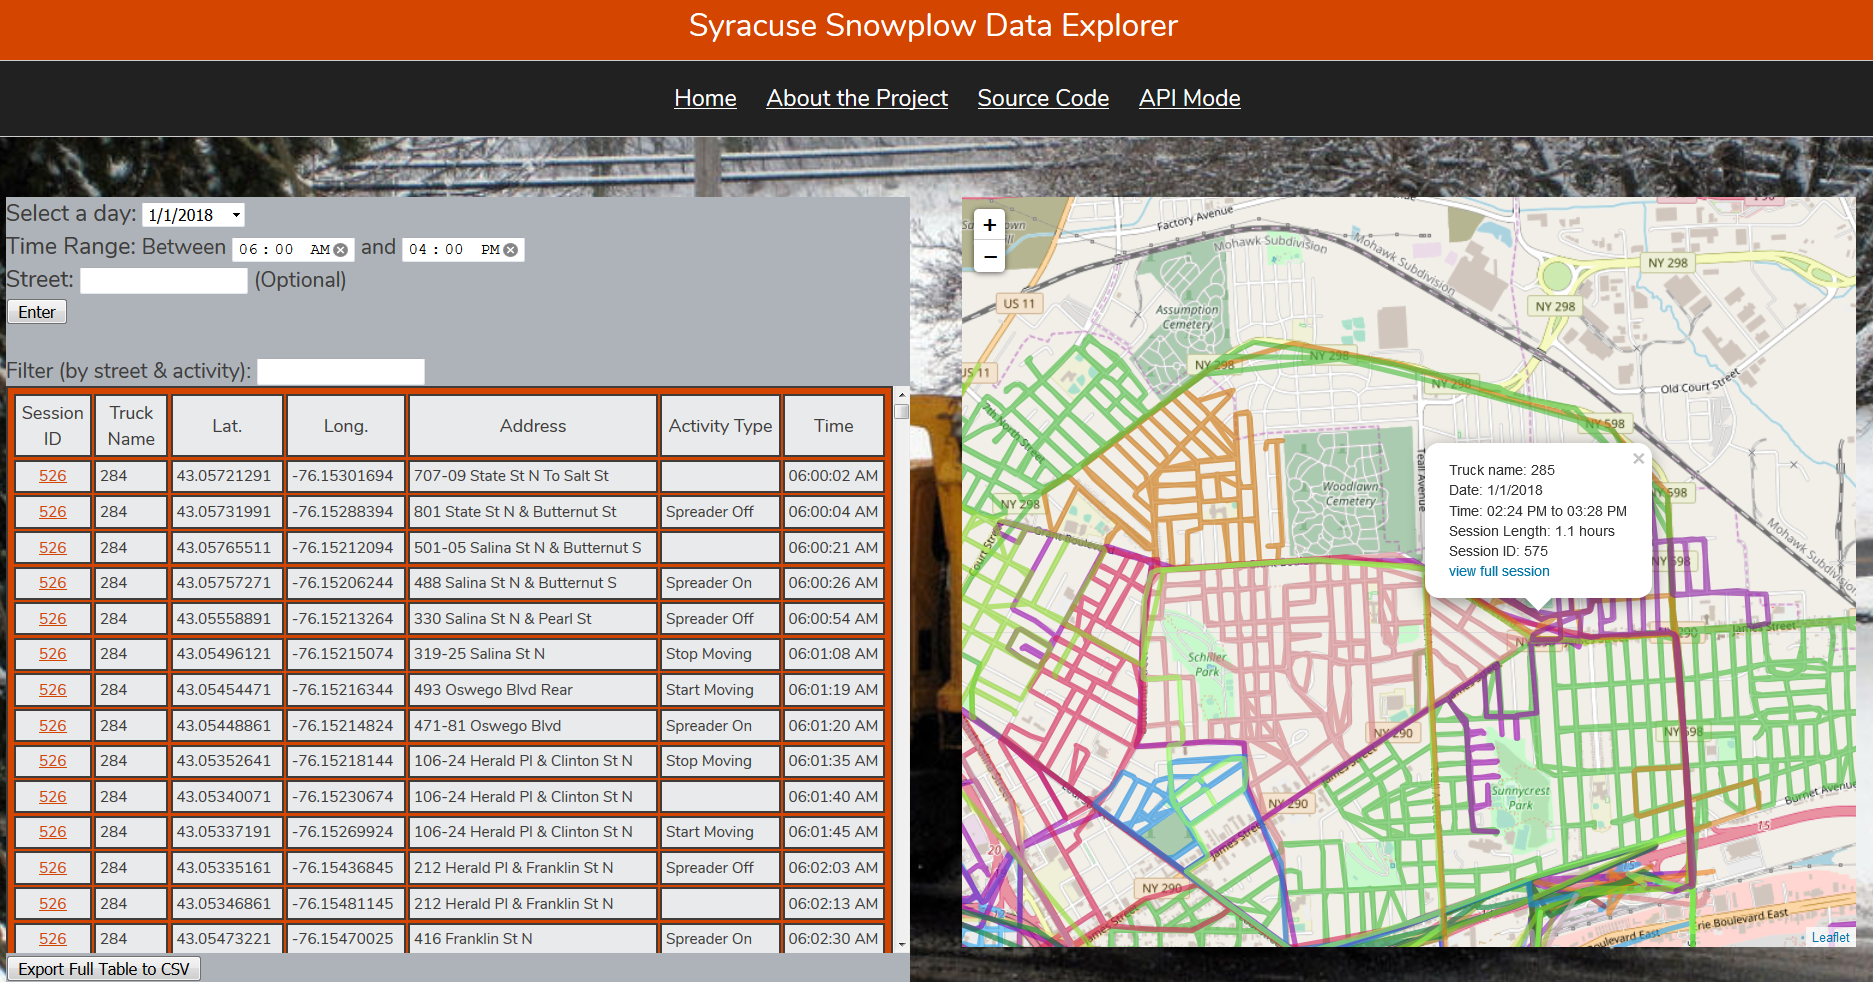 Syracuse Snowplow Data Explorer
Home About the Project Source Code API Mode
Select a day: 1/1/2018
Time Range: Between 06 : 00 AM and 04 : 00 PM
Street: (Optional)
Enter
Filter (by street & activity):
Session ID Truck Name Lat. Long. Address Activity Type Time
526 284 43.05721291 -76.15301694 707-09 State St N To Salt St 06:00:02 AM
526 284 43.05731991 -76.15288394 801 State St N & Butternut St Spreader Off 06:00:04 AM
526 284 43.05765511 -76.15212094 501-05 Salina St N & Butternut S 06:00:21 AM
526 284 43.05757271 -76.15206244 488 Salina St N & Butternut S Spreader On 06:00:26 AM
526 284 43.05558891 -76.15213264 330 Salina St N & Pearl St Spreader Off 06:00:54 AM
526 284 43.05496121 -76.15215074 319-25 Salina St N Stop Moving 06:01:08 AM
526 284 43.05454471 -76.15216344 493 Oswego Blvd Rear Start Moving 06:01:19 AM
526 284 43.05448861 -76.15214824 471-81 Oswego Blvd Spreader On 06:01:20 AM
526 284 43.05352641 -76.15218144 106-24 Herald Pl & Clinton St N Stop Moving 06:01:35 AM
526 284 43.05340071 -76.15230674 106-24 Herald Pl & Clinton St N 06:01:40 AM
526 284 43.05337191 -76.15269924 106-24 Herald Pl & Clinton St N Start Moving 06:01:45 AM
526 284 43.05335161 -76.15436845 212 Herald Pl & Franklin St N Spreader Off 06:02:03 AM
526 284 43.05346861 -76.15481145 212 Herald Pl & Franklin St N 06:02:13 AM
526 284 43.05473221 -76.15470025 416 Franklin St N Spreader On 06:02:30 AM
Export Full Table to CSV
+
−
Factory Avenue
Mohawk Subdivision
Mohawk Subdivision
NY 298
US 11
NY 298
Assumption
Cemetery
NY 298
NY 298
US 11
NY 298
Old Court Street
7th North Street
NY 598
Teall Avenue
Woodlawn
Cemetery
NY 298
NY 598
Court Street
Grant Boulevard
Mohawk Subdivision
NY 598
×
Truck name: 285
Date: 1/1/2018
Time: 02:24 PM to 03:28 PM
Session Length: 1.1 hours
Session ID: 575
view full session
James Street
Schiller
Park
NY 290
NY 598
James Street
Sunnycrest
Park
NY 290
Burnet Avenue
15
James Street
20
NY 290
Erie Boulevard East
Leaflet